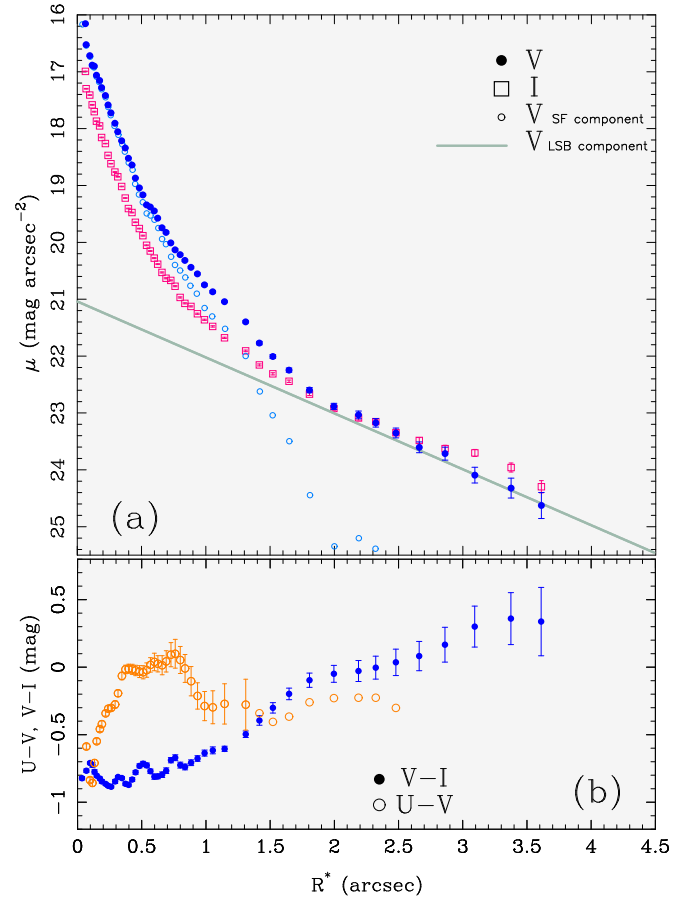 16
17
18
19
20
21
22
23
24
25
μ (mag arcsec−2)
V
I
V SF component
V LSB component
(a)
0.5
0
−0.5
−1
U−V, V−I (mag)
V−I
U−V
(b)
0 0.5 1 1.5 2 2.5 3 3.5 4 4.5
R* (arcsec)